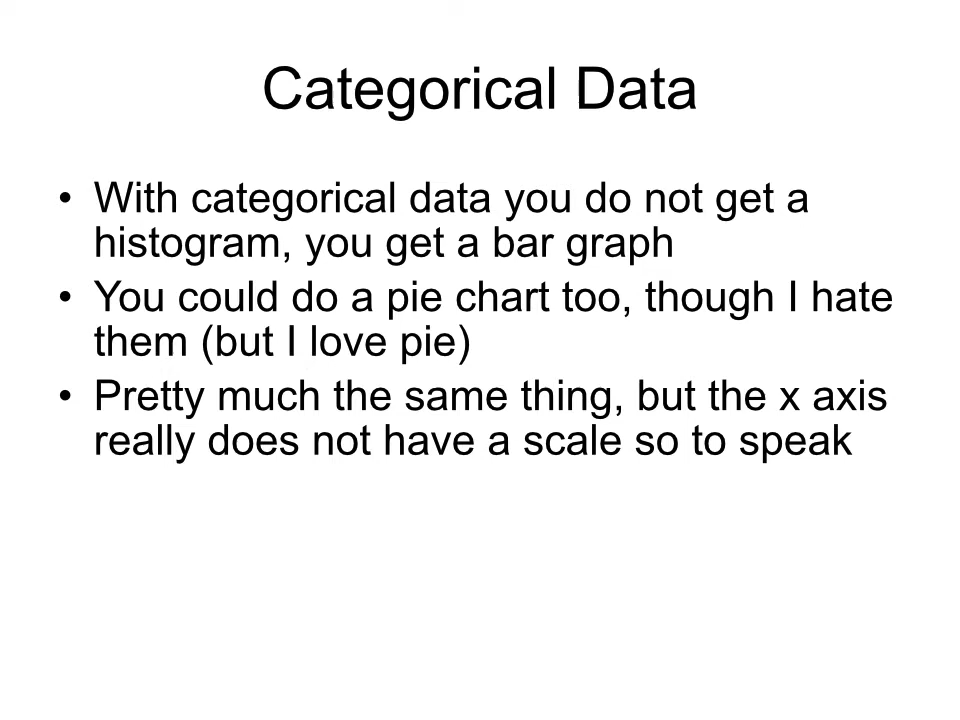 Categorical Data
• With categorical data you do not get a
histogram, you get a bar graph
• You could do a pie chart too, though I hate
them (but I love pie)
• Pretty much the same thing, but the x axis
really does not have a scale so to speak